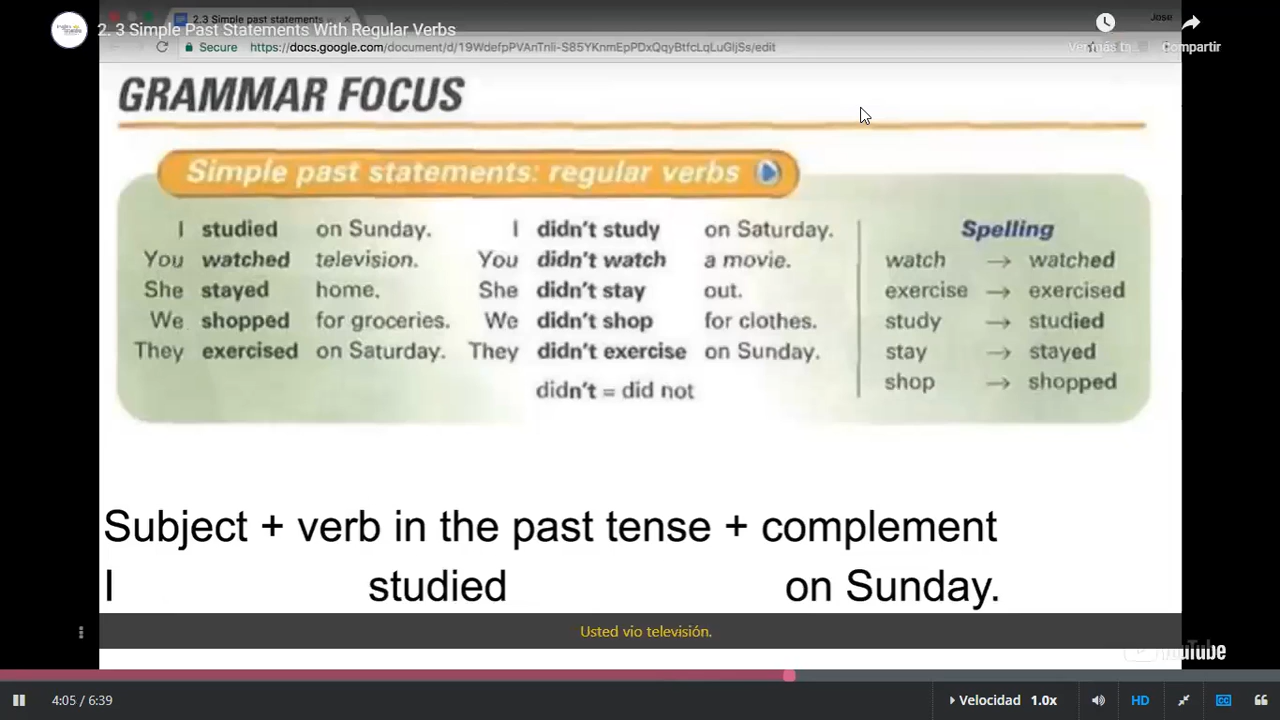 2.3 Simple past statements
Jose
2. 3 Simple Past Statements With Regular Verbs
Secure https://docs.google.com/document/d/19WdefpPVAnTnli-S85YKnmEpPDxQqyBtfcLqLuGljSs/edit
Compartir
GRAMMAR FOCUS
Simple past statements: regular verbs
I studied on Sunday. I didn't study on Saturday. Spelling
You watched television. You didn't watch a movie. watch → watched
She stayed home. She didn't stay out. exercise → exercised
We shopped for groceries. We didn't shop for clothes. study → studied
They exercised on Saturday. They didn't exercise on Sunday. stay → stayed
didn't = did not shop → shopped
Subject + verb in the past tense + complement
I studied on Sunday.
Usted vio televisión.
YouTube
4:05 / 6:39 Velocidad 1.0x HD CC